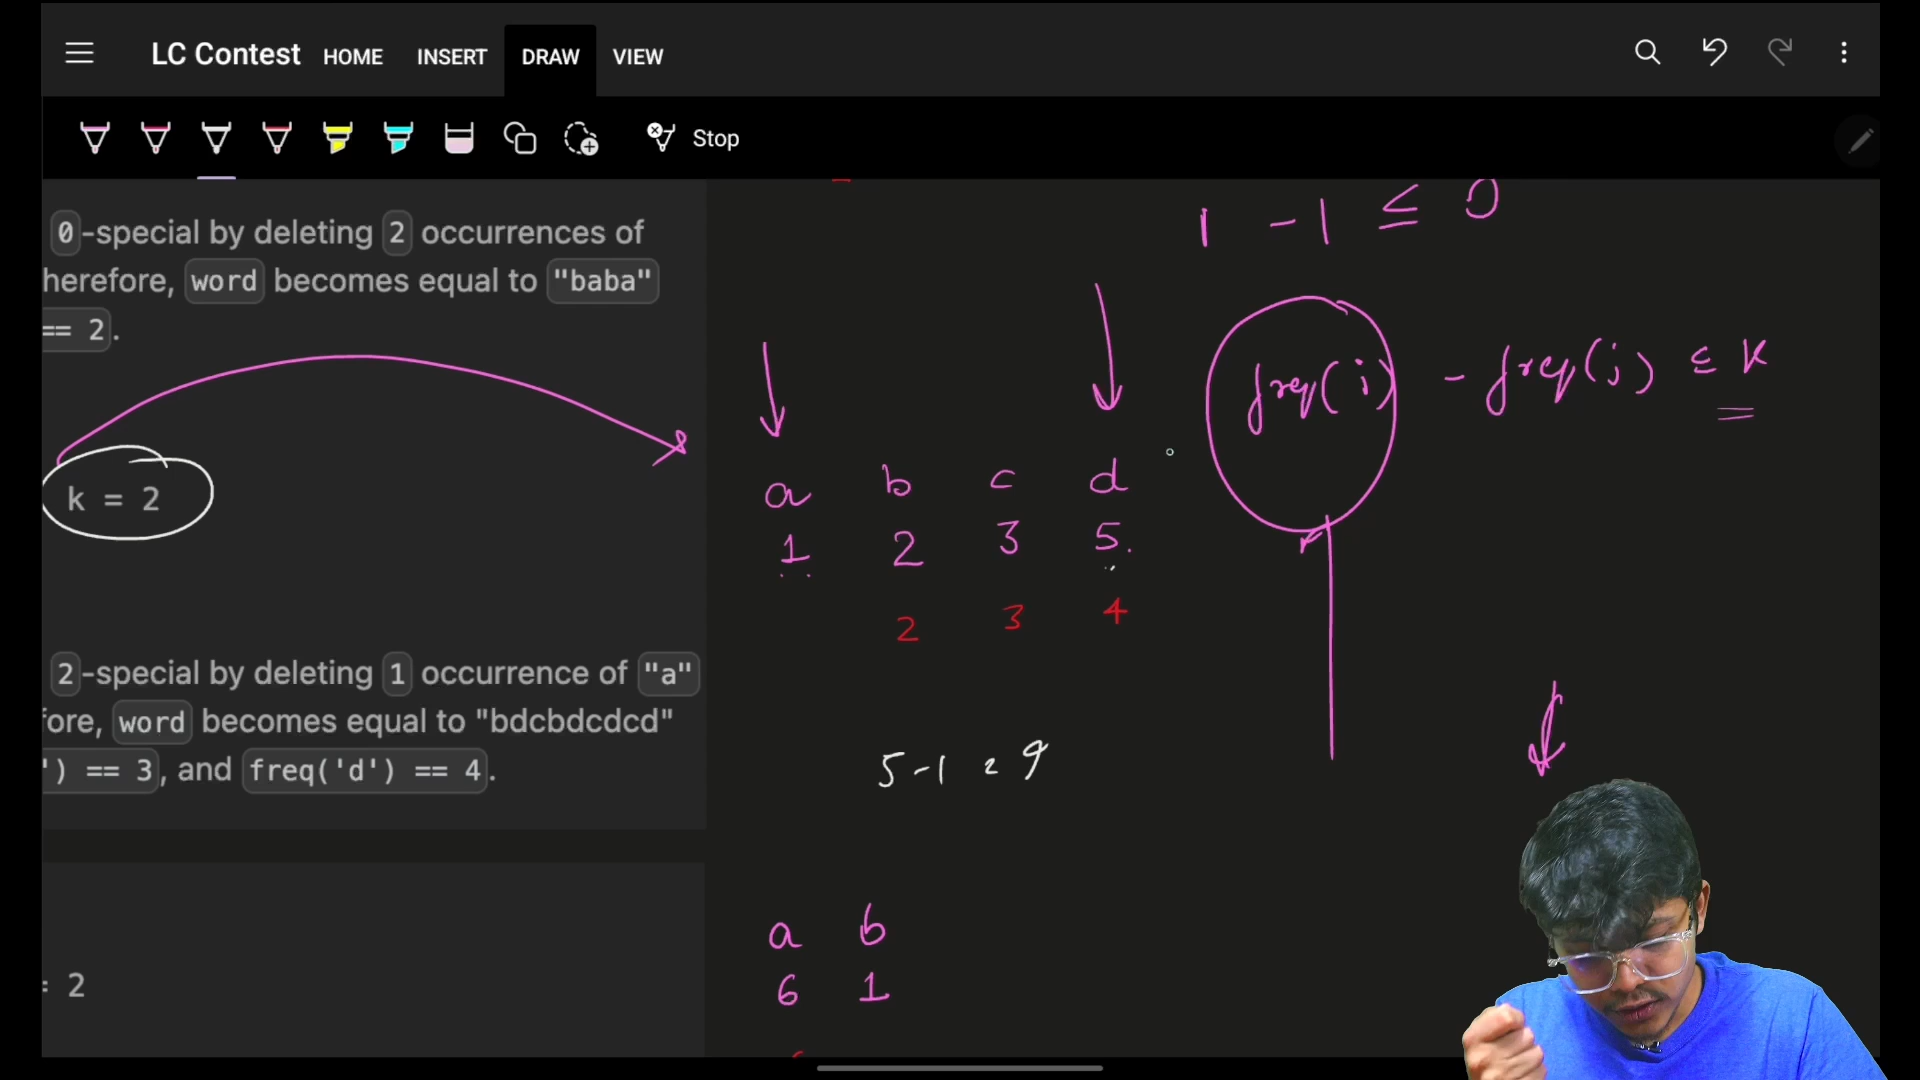 LC Contest HOME INSERT DRAW VIEW
Stop
0-special by deleting 2 occurrences of
herefore, word becomes equal to "baba"
== 2.
k = 2
2-special by deleting 1 occurrence of "a"
fore, word becomes equal to "bdcbdcdcd"
') == 3, and freq('d') == 4.
= 2
1 - 1 ≤ 0
freq(i) - freq(j) ≤ k
a b c d
1 2 3 5.
2 3 4
5-1 = 4
a b
6 1